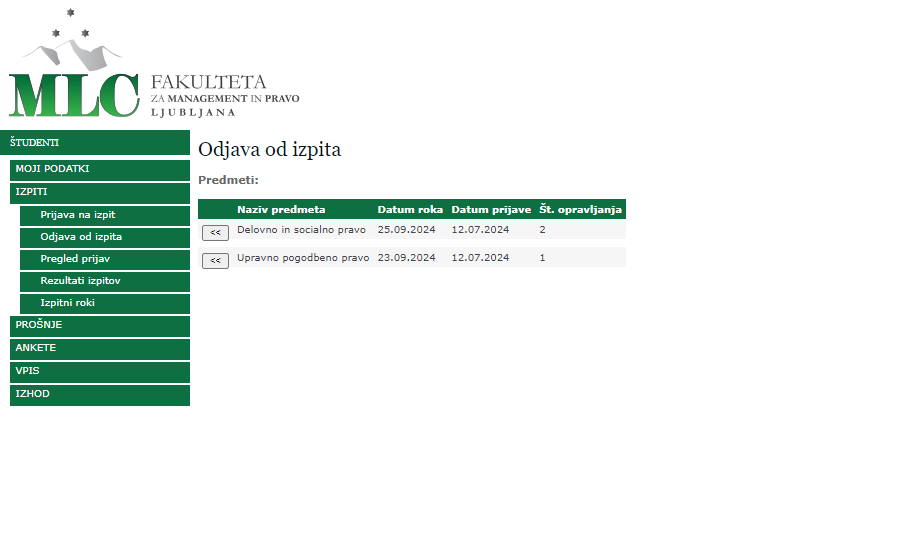 MLC FAKULTETA
ZA MANAGEMENT IN PRAVO
LJUBLJANA
ŠTUDENTI
MOJI PODATKI
IZPITI
Prijava na izpit
Odjava od izpita
Pregled prijav
Rezultati izpitov
Izpitni roki
PROŠNJE
ANKETE
VPIS
IZHOD
Odjava od izpita
Predmeti:
Naziv predmeta Datum roka Datum prijave Št. opravljanja
<< Delovno in socialno pravo 25.09.2024 12.07.2024 2
<< Upravno pogodbeno pravo 23.09.2024 12.07.2024 1